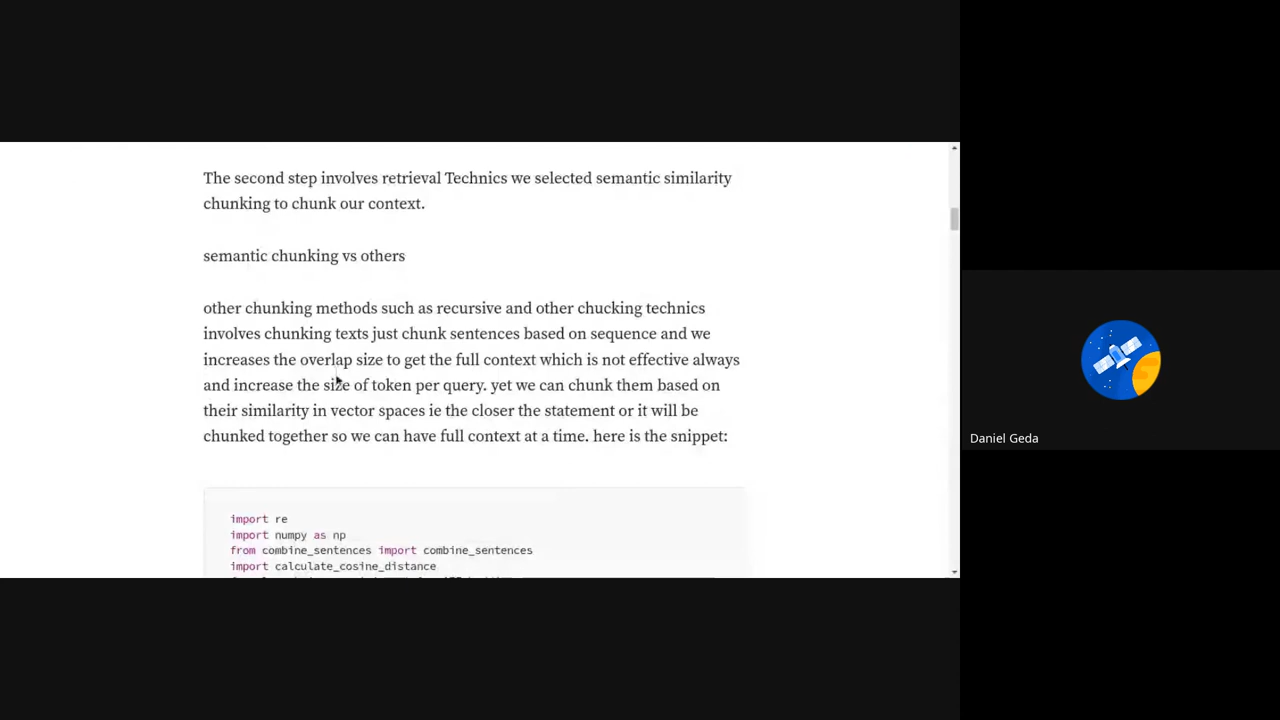 The second step involves retrieval Technics we selected semantic similarity
chunking to chunk our context.
semantic chunking vs others
other chunking methods such as recursive and other chucking technics
involves chunking texts just chunk sentences based on sequence and we
increases the overlap size to get the full context which is not effective always
and increase the size of token per query. yet we can chunk them based on
their similarity in vector spaces ie the closer the statement or it will be
chunked together so we can have full context at a time. here is the snippet:
import re
import numpy as np
from combine_sentences import combine_sentences
import calculate_cosine_distance
Daniel Geda